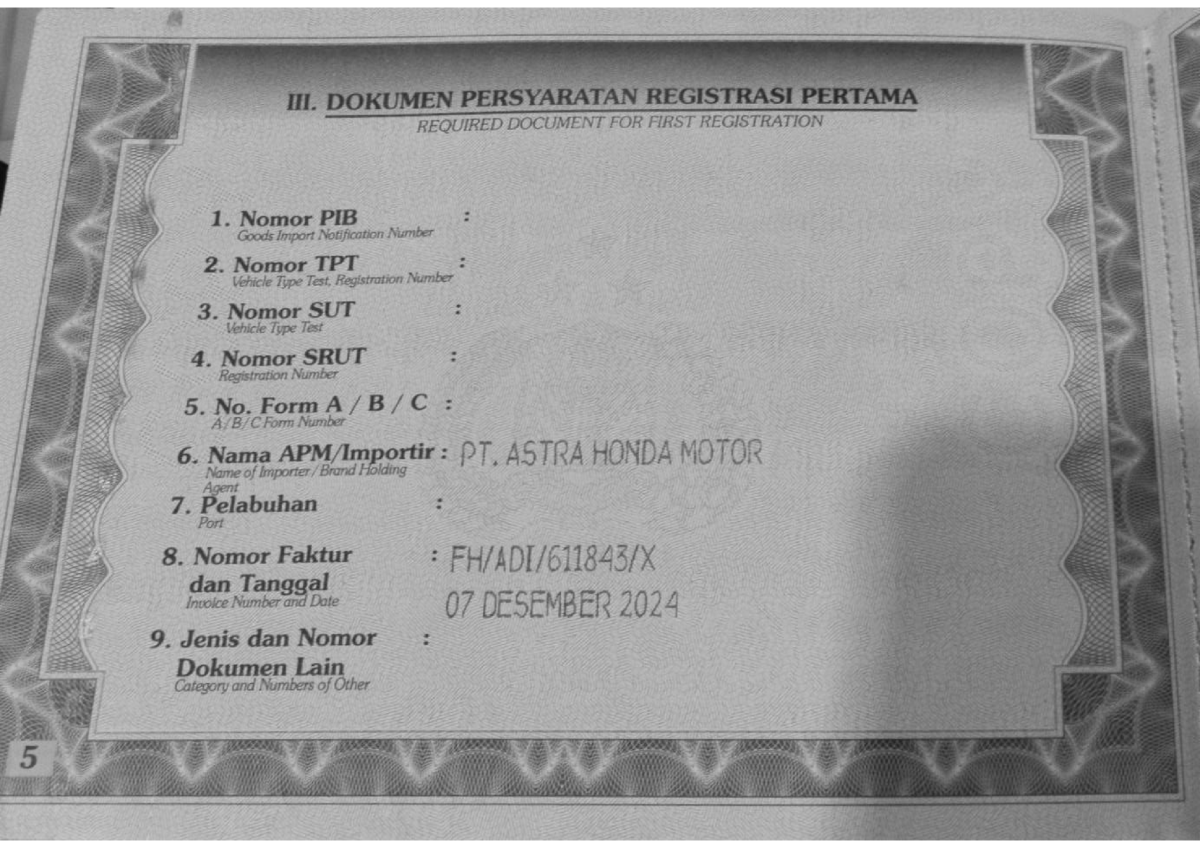 III. DOKUMEN PERSYARATAN REGISTRASI PERTAMA
REQUIRED DOCUMENT FOR FIRST REGISTRATION
1. Nomor PIB :
Goods Import Notification Number
2. Nomor TPT :
Vehicle Type Test, Registration Number
3. Nomor SUT :
Vehicle Type Test
4. Nomor SRUT :
Registration Number
5. No. Form A / B / C :
A / B / C Form Number
6. Nama APM/Importir : PT. ASTRA HONDA MOTOR
Name of Importer / Brand Holding
Agent
7. Pelabuhan :
Port
8. Nomor Faktur : FH/ADI/611843/X
dan Tanggal
Invoice Number and Date 07 DESEMBER 2024
9. Jenis dan Nomor :
Dokumen Lain
Category and Numbers of Other
5